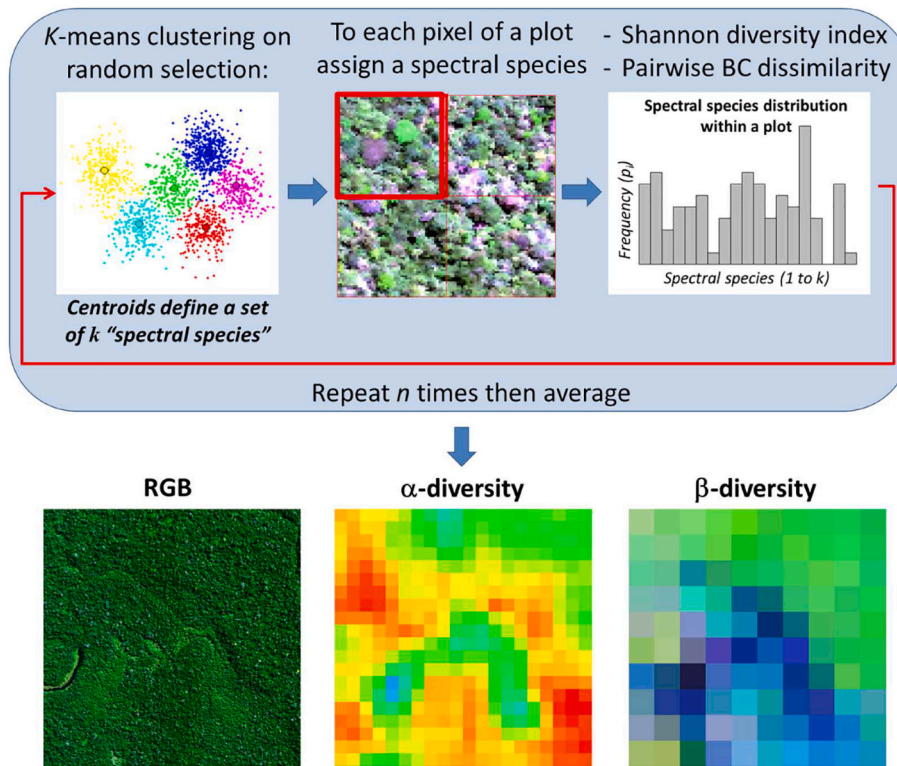 K-means clustering on
random selection:
To each pixel of a plot
assign a spectral species
- Shannon diversity index
- Pairwise BC dissimilarity
Spectral species distribution
within a plot
Frequency (pi)
Spectral species (1 to k)
Centroids define a set
of k “spectral species”
Repeat n times then average
RGB
α-diversity
β-diversity